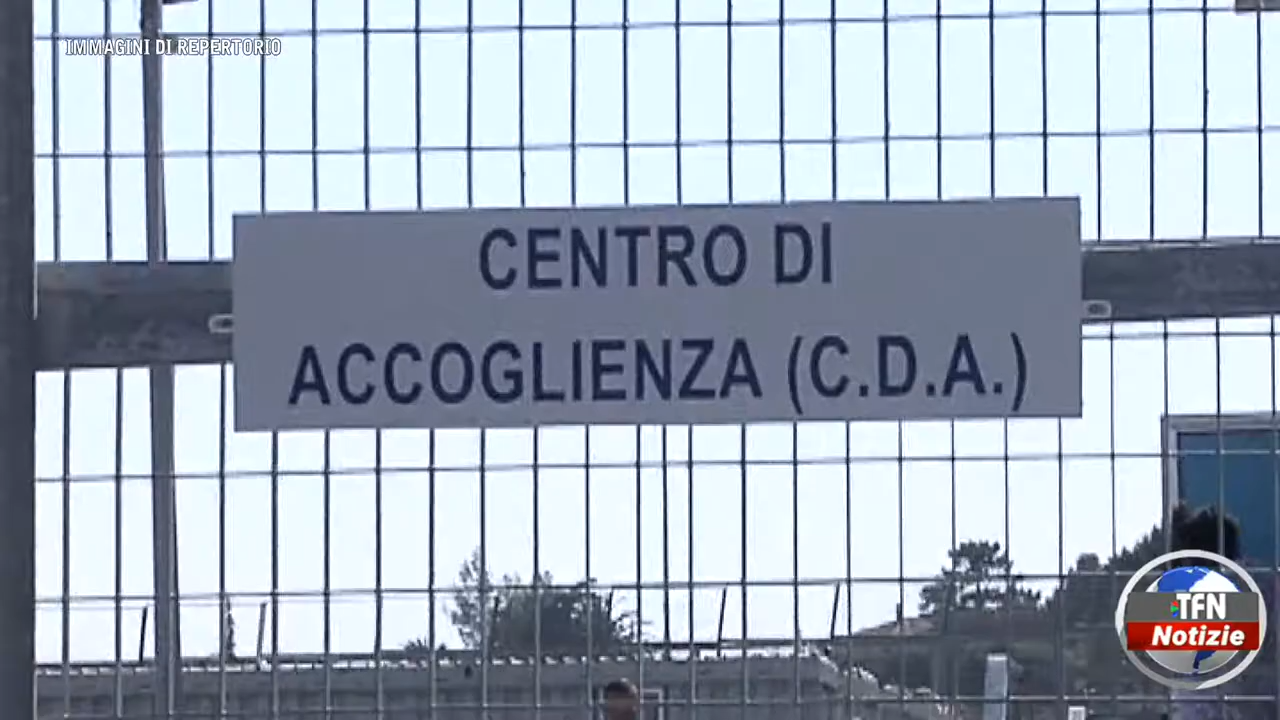 IMMAGINI DI REPERTORIO
CENTRO DI
ACCOGLIENZA (C.D.A.)
TFN
Notizie